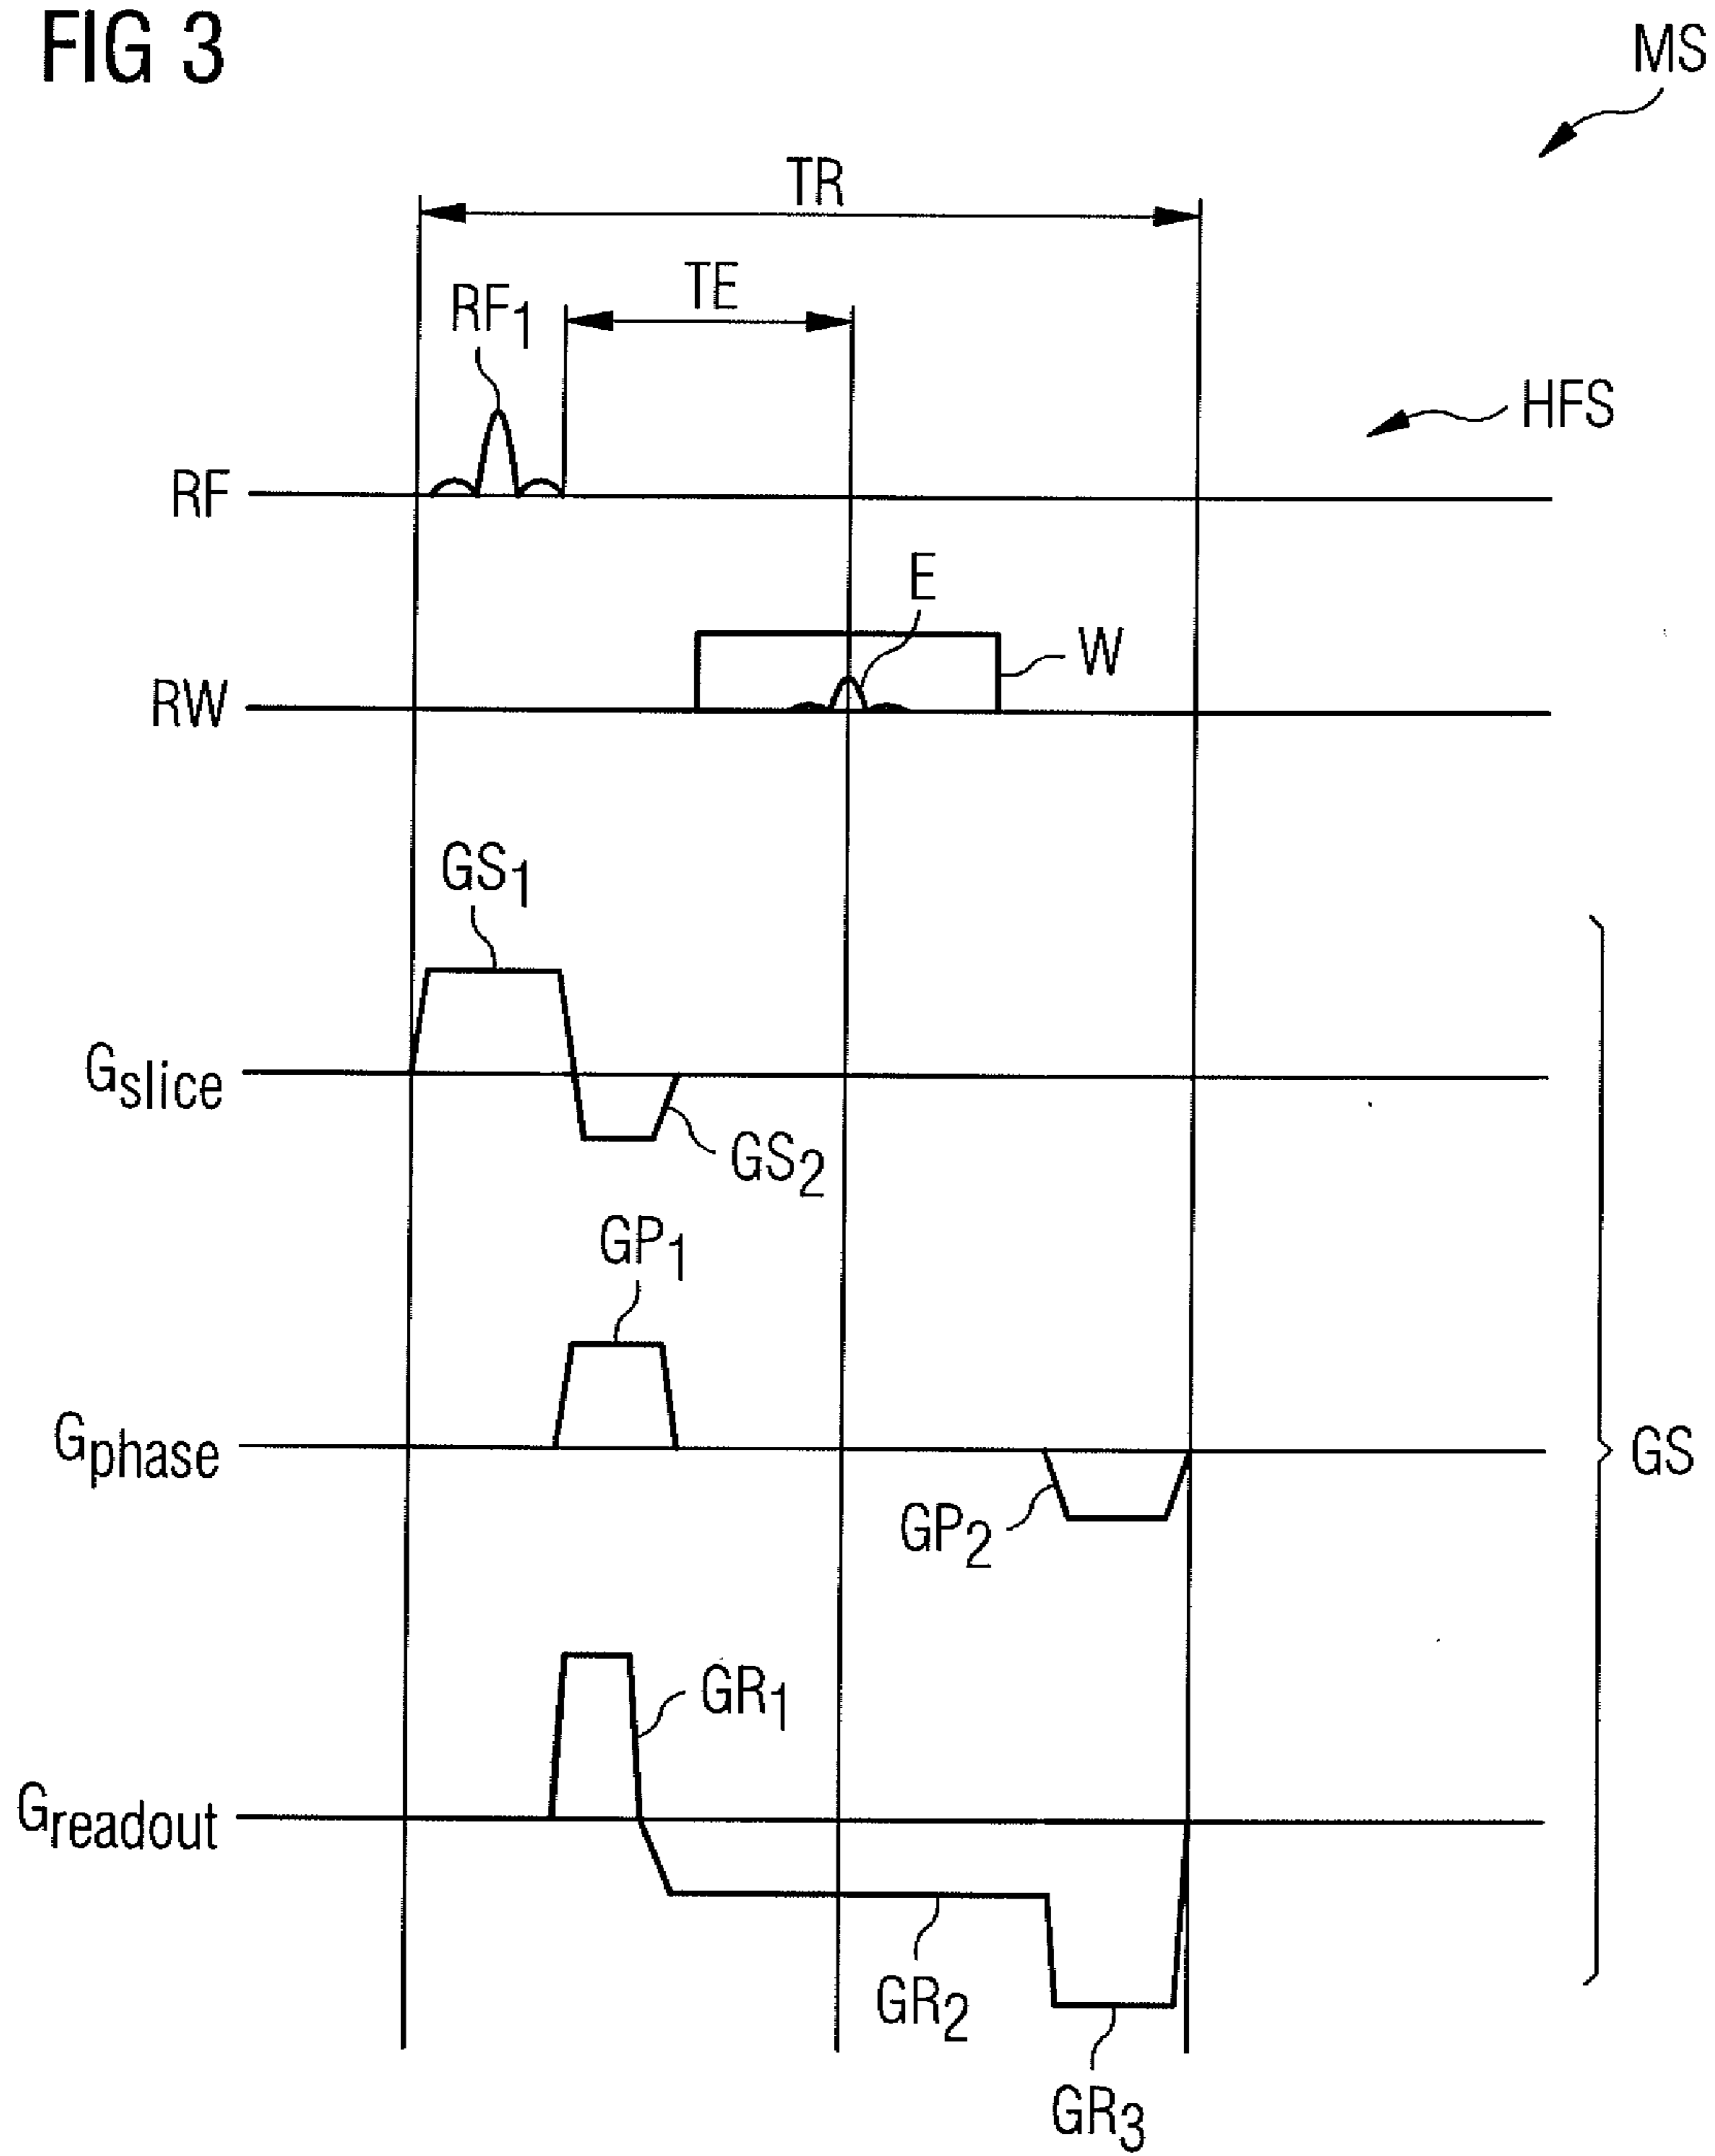 FIG 3
MS
TR
TE
RF1
HFS
RF
E
W
RW
GS1
Gslice
GS2
GP1
Gphase
GS
GP2
GR1
Greadout
GR2
GR3